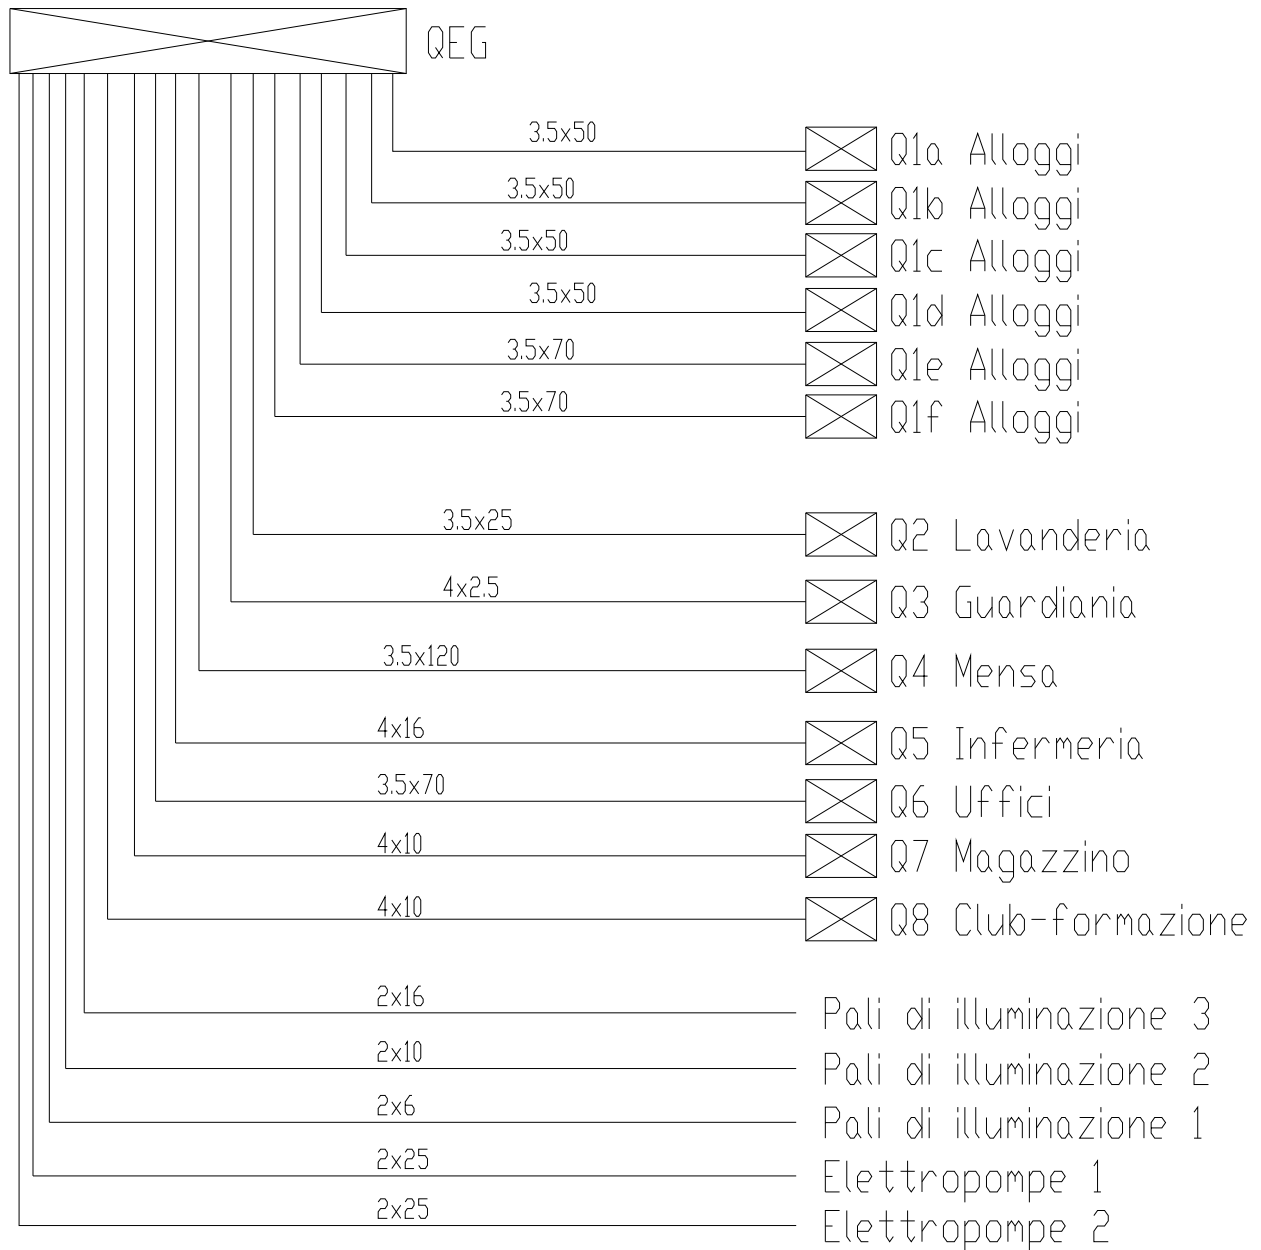 QEG
3.5x50
Q1a Alloggi
3.5x50
Q1b Alloggi
3.5x50
Q1c Alloggi
3.5x50
Q1d Alloggi
3.5x70
Q1e Alloggi
3.5x70
Q1f Alloggi
3.5x25
Q2 Lavanderia
4x2.5
Q3 Guardiania
3.5x120
Q4 Mensa
4x16
Q5 Infermeria
3.5x70
Q6 Uffici
4x10
Q7 Magazzino
4x10
Q8 Club-formazione
2x16
Pali di illuminazione 3
2x10
Pali di illuminazione 2
2x6
Pali di illuminazione 1
2x25
Elettropompe 1
2x25
Elettropompe 2